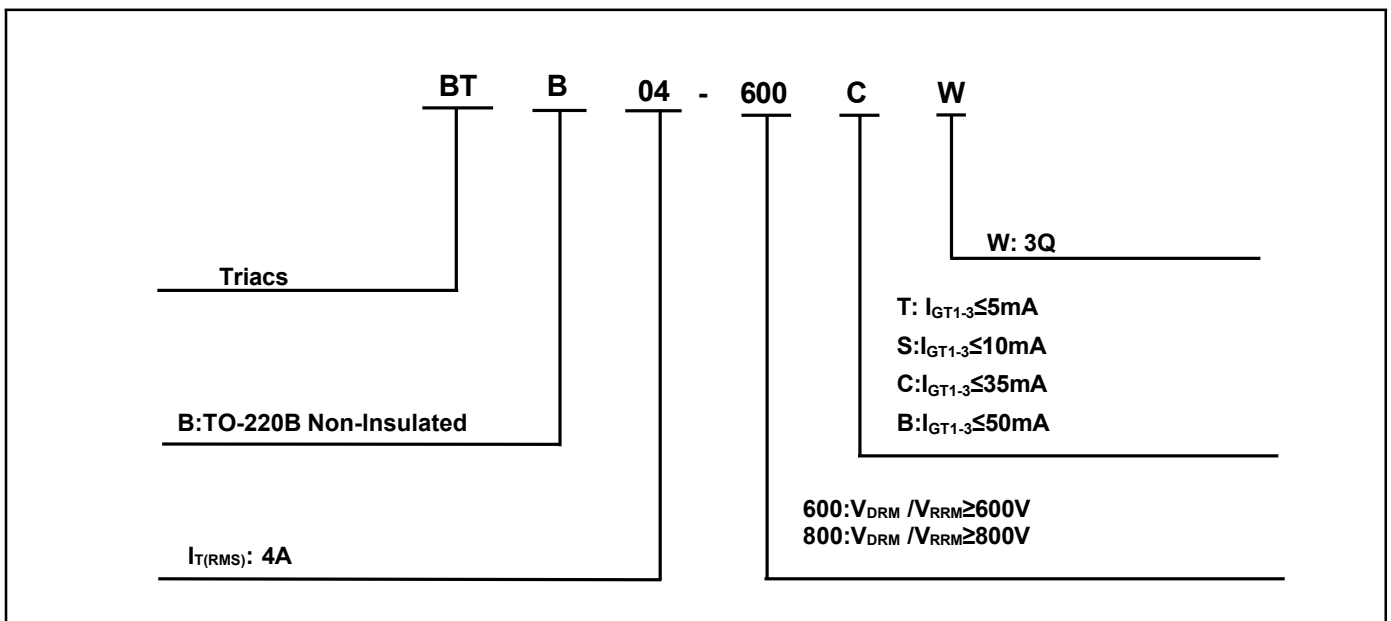 BT B 04 - 600 C W
W: 3Q
Triacs
T: IGT1-3≤5mA
S:IGT1-3≤10mA
C:IGT1-3≤35mA
B:IGT1-3≤50mA
B:TO-220B Non-Insulated
600:VDRM /VRRM≥600V
800:VDRM /VRRM≥800V
IT(RMS): 4A